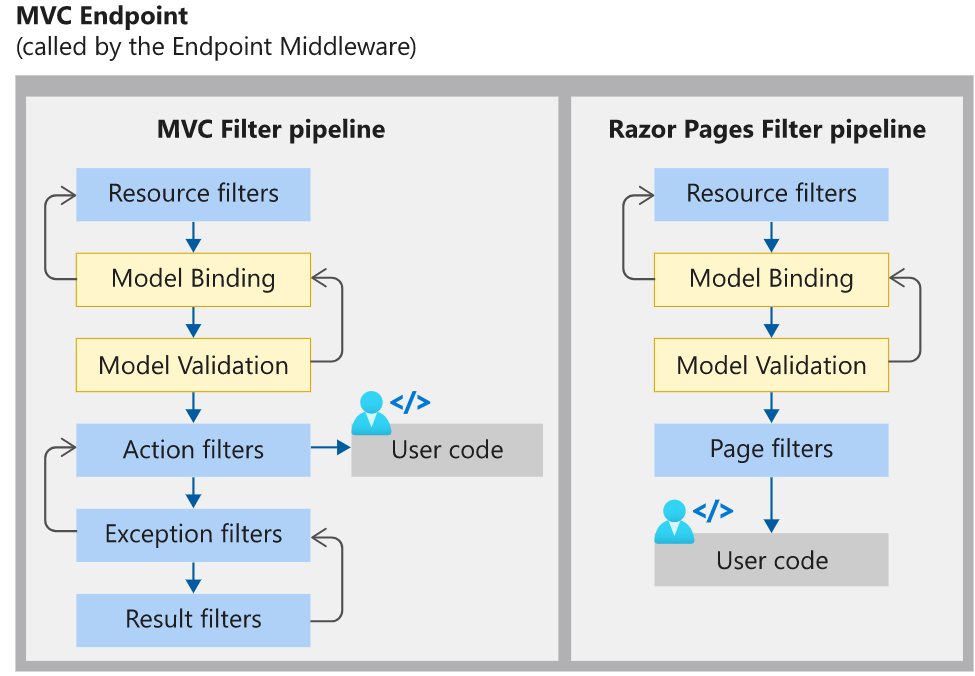 MVC Endpoint
(called by the Endpoint Middleware)
MVC Filter pipeline
Resource filters
Model Binding
Model Validation
Action filters
</>
User code
Exception filters
Result filters
Razor Pages Filter pipeline
Resource filters
Model Binding
Model Validation
Page filters
</>
User code